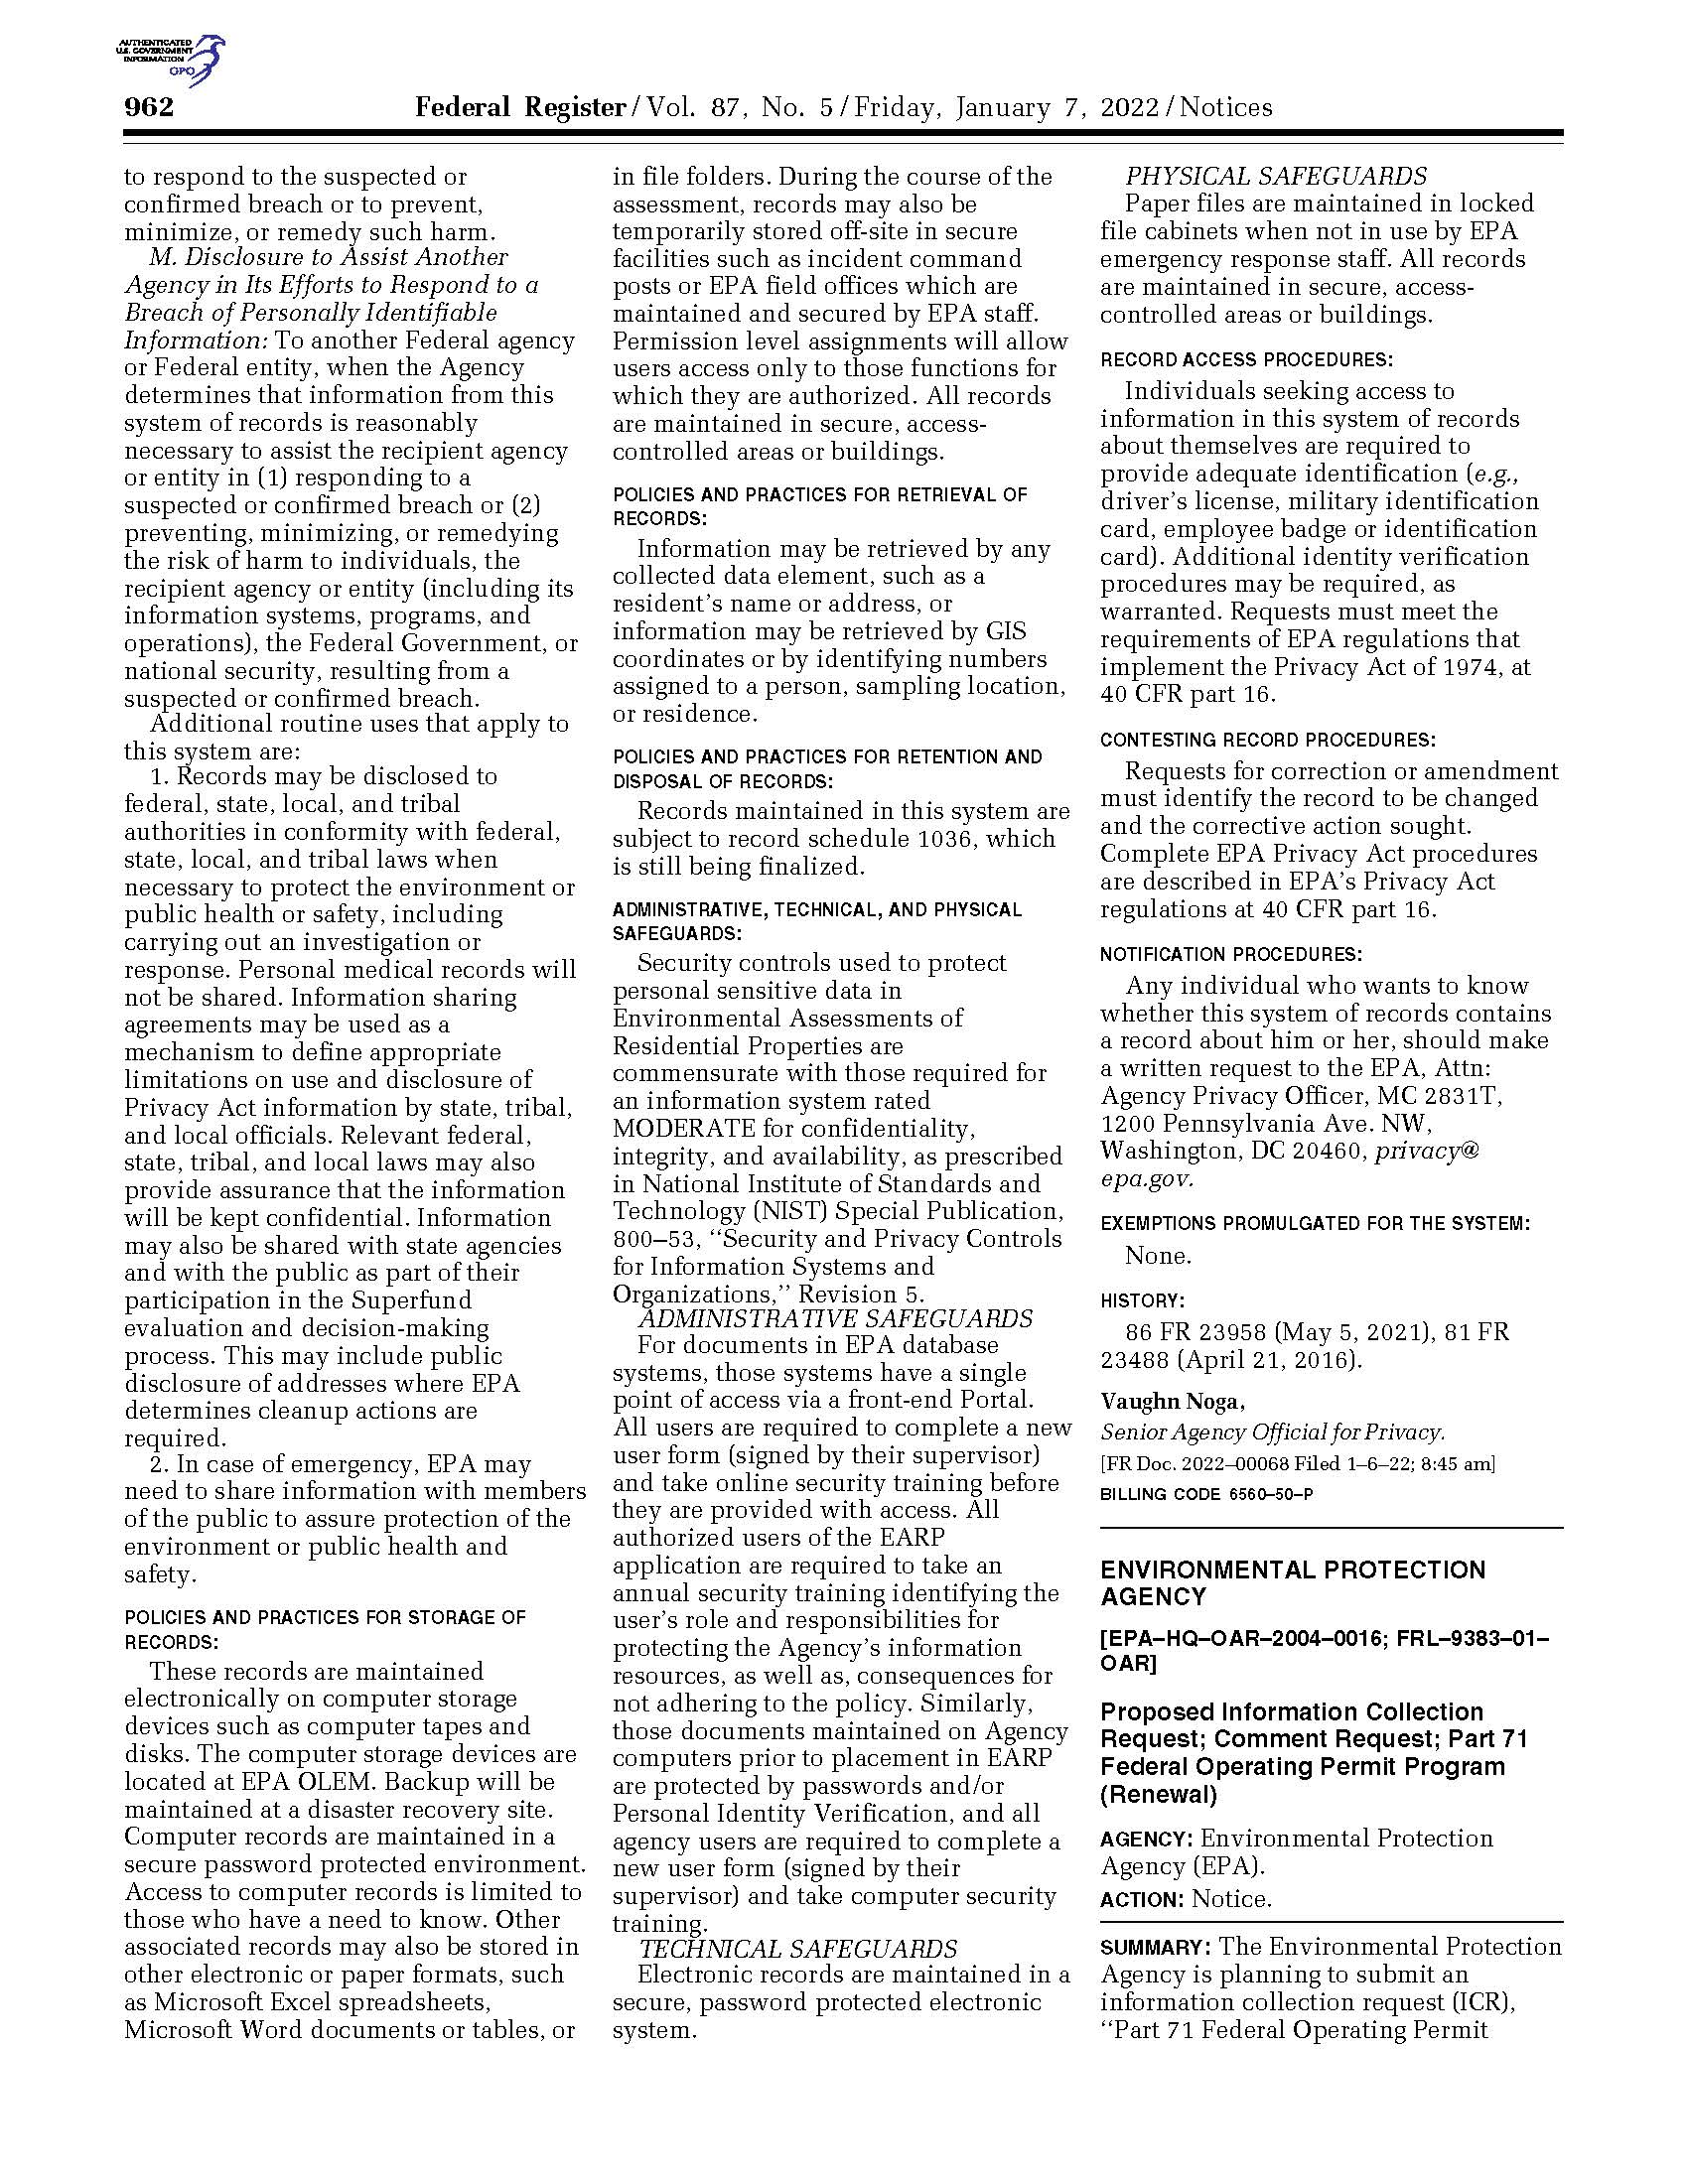 AUTHENTICATED
U.S. GOVERNMENT
INFORMATION
GPO
962
Federal Register / Vol. 87, No. 5 / Friday, January 7, 2022 / Notices
to respond to the suspected or
confirmed breach or to prevent,
minimize, or remedy such harm.
M. Disclosure to Assist Another
Agency in Its Efforts to Respond to a
Breach of Personally Identifiable
Information: To another Federal agency
or Federal entity, when the Agency
determines that information from this
system of records is reasonably
necessary to assist the recipient agency
or entity in (1) responding to a
suspected or confirmed breach or (2)
preventing, minimizing, or remedying
the risk of harm to individuals, the
recipient agency or entity (including its
information systems, programs, and
operations), the Federal Government, or
national security, resulting from a
suspected or confirmed breach.
Additional routine uses that apply to
this system are:
1. Records may be disclosed to
federal, state, local, and tribal
authorities in conformity with federal,
state, local, and tribal laws when
necessary to protect the environment or
public health or safety, including
carrying out an investigation or
response. Personal medical records will
not be shared. Information sharing
agreements may be used as a
mechanism to define appropriate
limitations on use and disclosure of
Privacy Act information by state, tribal,
and local officials. Relevant federal,
state, tribal, and local laws may also
provide assurance that the information
will be kept confidential. Information
may also be shared with state agencies
and with the public as part of their
participation in the Superfund
evaluation and decision-making
process. This may include public
disclosure of addresses where EPA
determines cleanup actions are
required.
2. In case of emergency, EPA may
need to share information with members
of the public to assure protection of the
environment or public health and
safety.
POLICIES AND PRACTICES FOR STORAGE OF
RECORDS:
These records are maintained
electronically on computer storage
devices such as computer tapes and
disks. The computer storage devices are
located at EPA OLEM. Backup will be
maintained at a disaster recovery site.
Computer records are maintained in a
secure password protected environment.
Access to computer records is limited to
those who have a need to know. Other
associated records may also be stored in
other electronic or paper formats, such
as Microsoft Excel spreadsheets,
Microsoft Word documents or tables, or
in file folders. During the course of the
assessment, records may also be
temporarily stored off-site in secure
facilities such as incident command
posts or EPA field offices which are
maintained and secured by EPA staff.
Permission level assignments will allow
users access only to those functions for
which they are authorized. All records
are maintained in secure, access-
controlled areas or buildings.
POLICIES AND PRACTICES FOR RETRIEVAL OF
RECORDS:
Information may be retrieved by any
collected data element, such as a
resident's name or address, or
information may be retrieved by GIS
coordinates or by identifying numbers
assigned to a person, sampling location,
or residence.
POLICIES AND PRACTICES FOR RETENTION AND
DISPOSAL OF RECORDS:
Records maintained in this system are
subject to record schedule 1036, which
is still being finalized.
ADMINISTRATIVE, TECHNICAL, AND PHYSICAL
SAFEGUARDS:
Security controls used to protect
personal sensitive data in
Environmental Assessments of
Residential Properties are
commensurate with those required for
an information system rated
MODERATE for confidentiality,
integrity, and availability, as prescribed
in National Institute of Standards and
Technology (NIST) Special Publication,
800–53, ‘‘Security and Privacy Controls
for Information Systems and
Organizations,’’ Revision 5.
ADMINISTRATIVE SAFEGUARDS
For documents in EPA database
systems, those systems have a single
point of access via a front-end Portal.
All users are required to complete a new
user form (signed by their supervisor)
and take online security training before
they are provided with access. All
authorized users of the EARP
application are required to take an
annual security training identifying the
user's role and responsibilities for
protecting the Agency's information
resources, as well as, consequences for
not adhering to the policy. Similarly,
those documents maintained on Agency
computers prior to placement in EARP
are protected by passwords and/or
Personal Identity Verification, and all
agency users are required to complete a
new user form (signed by their
supervisor) and take computer security
training.
TECHNICAL SAFEGUARDS
Electronic records are maintained in a
secure, password protected electronic
system.
PHYSICAL SAFEGUARDS
Paper files are maintained in locked
file cabinets when not in use by EPA
emergency response staff. All records
are maintained in secure, access-
controlled areas or buildings.
RECORD ACCESS PROCEDURES:
Individuals seeking access to
information in this system of records
about themselves are required to
provide adequate identification (e.g.,
driver's license, military identification
card, employee badge or identification
card). Additional identity verification
procedures may be required, as
warranted. Requests must meet the
requirements of EPA regulations that
implement the Privacy Act of 1974, at
40 CFR part 16.
CONTESTING RECORD PROCEDURES:
Requests for correction or amendment
must identify the record to be changed
and the corrective action sought.
Complete EPA Privacy Act procedures
are described in EPA's Privacy Act
regulations at 40 CFR part 16.
NOTIFICATION PROCEDURES:
Any individual who wants to know
whether this system of records contains
a record about him or her, should make
a written request to the EPA, Attn:
Agency Privacy Officer, MC 2831T,
1200 Pennsylvania Ave. NW,
Washington, DC 20460, privacy@
epa.gov.
EXEMPTIONS PROMULGATED FOR THE SYSTEM:
None.
HISTORY:
86 FR 23958 (May 5, 2021), 81 FR
23488 (April 21, 2016).
Vaughn Noga,
Senior Agency Official for Privacy.
[FR Doc. 2022–00068 Filed 1–6–22; 8:45 am]
BILLING CODE 6560–50–P
ENVIRONMENTAL PROTECTION
AGENCY
[EPA–HQ–OAR–2004–0016; FRL–9383–01–
OAR]
Proposed Information Collection
Request; Comment Request; Part 71
Federal Operating Permit Program
(Renewal)
AGENCY: Environmental Protection
Agency (EPA).
ACTION: Notice.
SUMMARY: The Environmental Protection
Agency is planning to submit an
information collection request (ICR),
‘‘Part 71 Federal Operating Permit